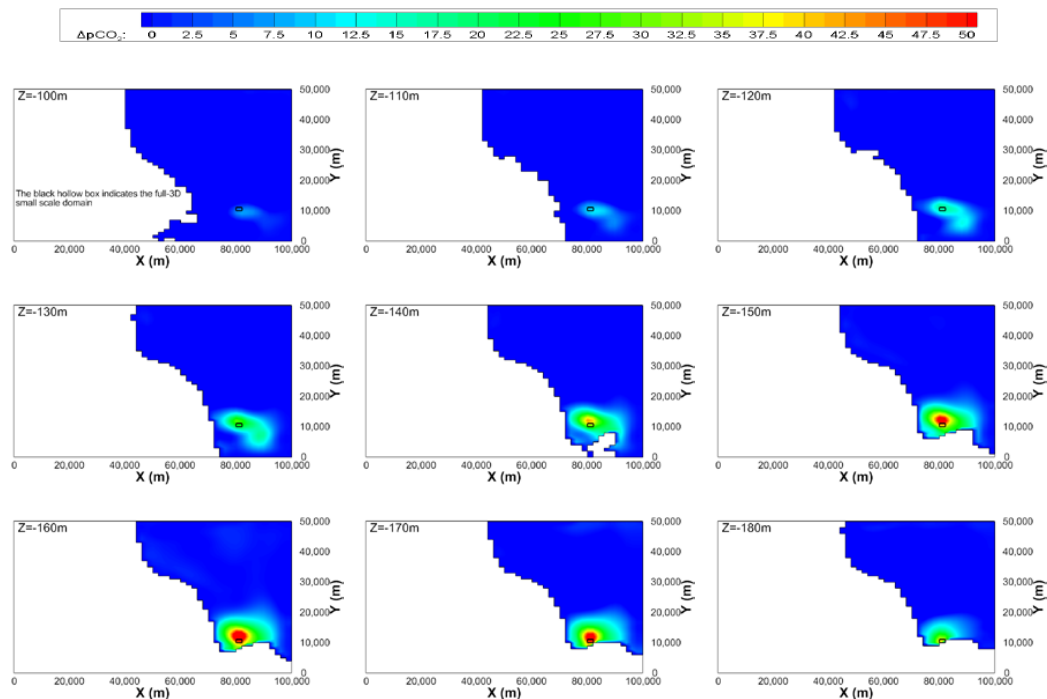 ΔpCO₂: 0 2.5 5 7.5 10 12.5 15 17.5 20 22.5 25 27.5 30 32.5 35 37.5 40 42.5 45 47.5 50
Z=-100m
50,000
40,000
30,000
20,000
10,000
0
Y (m)
The black hollow box indicates the full-3D
small scale domain
0 20,000 40,000 60,000 80,000 100,000
X (m)
Z=-110m
50,000
40,000
30,000
20,000
10,000
0
Y (m)
0 20,000 40,000 60,000 80,000 100,000
X (m)
Z=-120m
50,000
40,000
30,000
20,000
10,000
0
Y (m)
0 20,000 40,000 60,000 80,000 100,000
X (m)
Z=-130m
50,000
40,000
30,000
20,000
10,000
0
Y (m)
0 20,000 40,000 60,000 80,000 100,000
X (m)
Z=-140m
50,000
40,000
30,000
20,000
10,000
0
Y (m)
0 20,000 40,000 60,000 80,000 100,000
X (m)
Z=-150m
50,000
40,000
30,000
20,000
10,000
0
Y (m)
0 20,000 40,000 60,000 80,000 100,000
X (m)
Z=-160m
50,000
40,000
30,000
20,000
10,000
0
Y (m)
0 20,000 40,000 60,000 80,000 100,000
X (m)
Z=-170m
50,000
40,000
30,000
20,000
10,000
0
Y (m)
0 20,000 40,000 60,000 80,000 100,000
X (m)
Z=-180m
50,000
40,000
30,000
20,000
10,000
0
Y (m)
0 20,000 40,000 60,000 80,000 100,000
X (m)